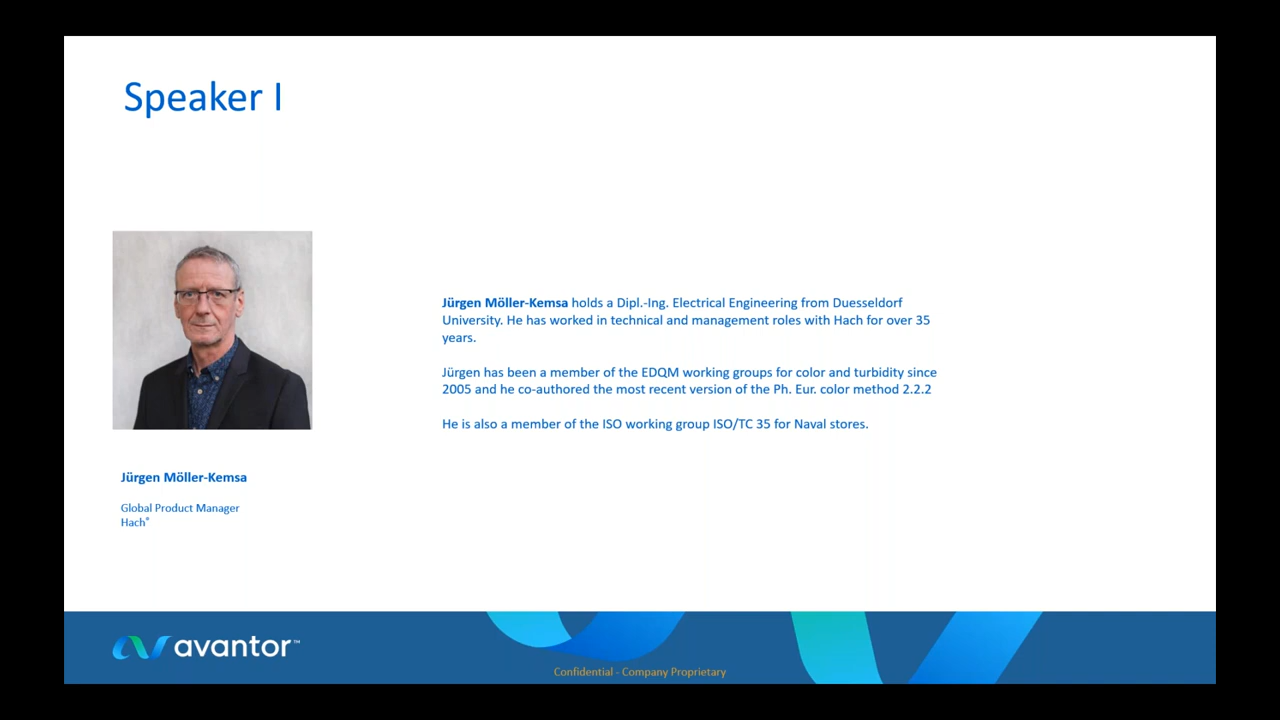 Speaker I
Jürgen Möller-Kemsa holds a Dipl.-Ing. Electrical Engineering from Duesseldorf
University. He has worked in technical and management roles with Hach for over 35
years.
Jürgen has been a member of the EDQM working groups for color and turbidity since
2005 and he co-authored the most recent version of the Ph. Eur. color method 2.2.2
He is also a member of the ISO working group ISO/TC 35 for Naval stores.
Jürgen Möller-Kemsa
Global Product Manager
Hach®
avantor™
Confidential - Company Proprietary